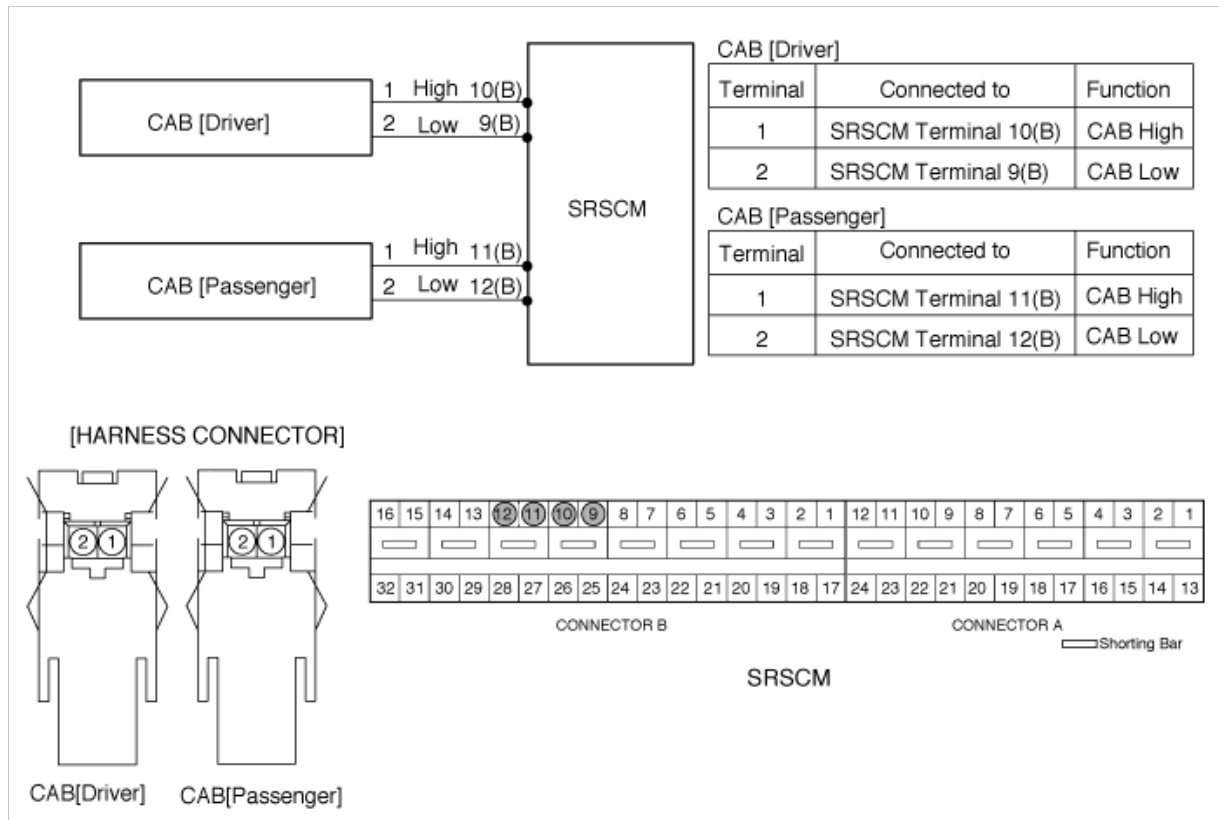 CAB [Driver]
1 High 10(B)
2 Low 9(B)
CAB [Passenger]
1 High 11(B)
2 Low 12(B)
SRSCM
CAB [Driver]
Terminal Connected to Function
1 SRSCM Terminal 10(B) CAB High
2 SRSCM Terminal 9(B) CAB Low
CAB [Passenger]
Terminal Connected to Function
1 SRSCM Terminal 11(B) CAB High
2 SRSCM Terminal 12(B) CAB Low
[HARNESS CONNECTOR]
2 1
2 1
CAB[Driver]
CAB[Passenger]
16 15 14 13 12 11 10 9 8 7 6 5 4 3 2 1 12 11 10 9 8 7 6 5 4 3 2 1
32 31 30 29 28 27 26 25 24 23 22 21 20 19 18 17 24 23 22 21 20 19 18 17 16 15 14 13
CONNECTOR B CONNECTOR A
Shorting Bar
SRSCM